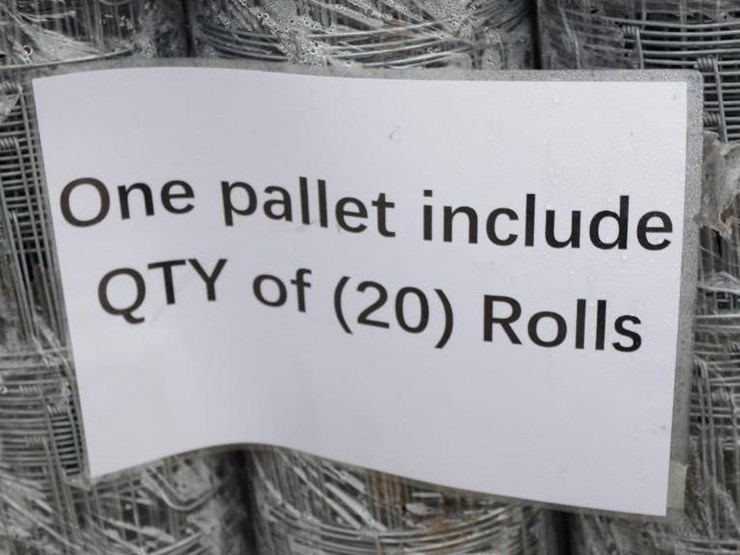 One pallet include
QTY of (20) Rolls